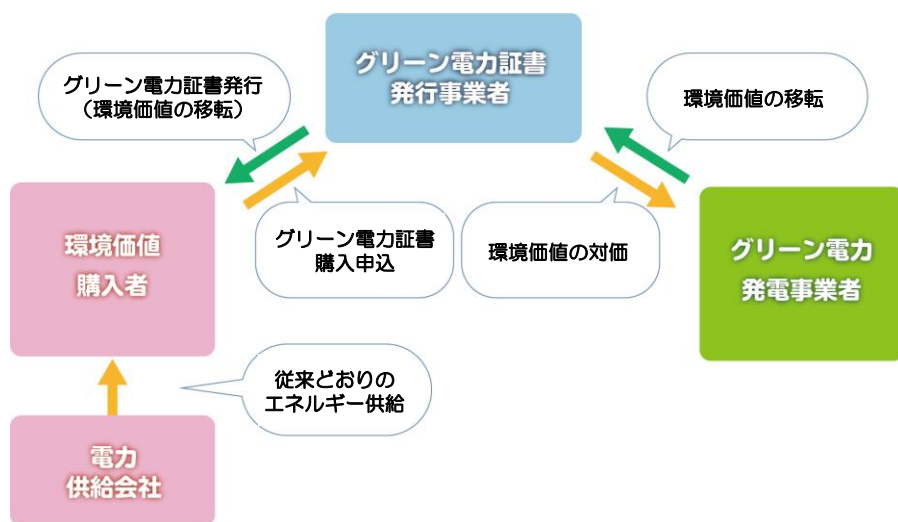 グリーン電力証書
発行事業者
グリーン電力証書発行
（環境価値の移転）
環境価値の移転
環境価値
購入者
グリーン電力証書
購入申込
環境価値の対価
グリーン電力
発電事業者
従来どおりの
エネルギー供給
電力
供給会社